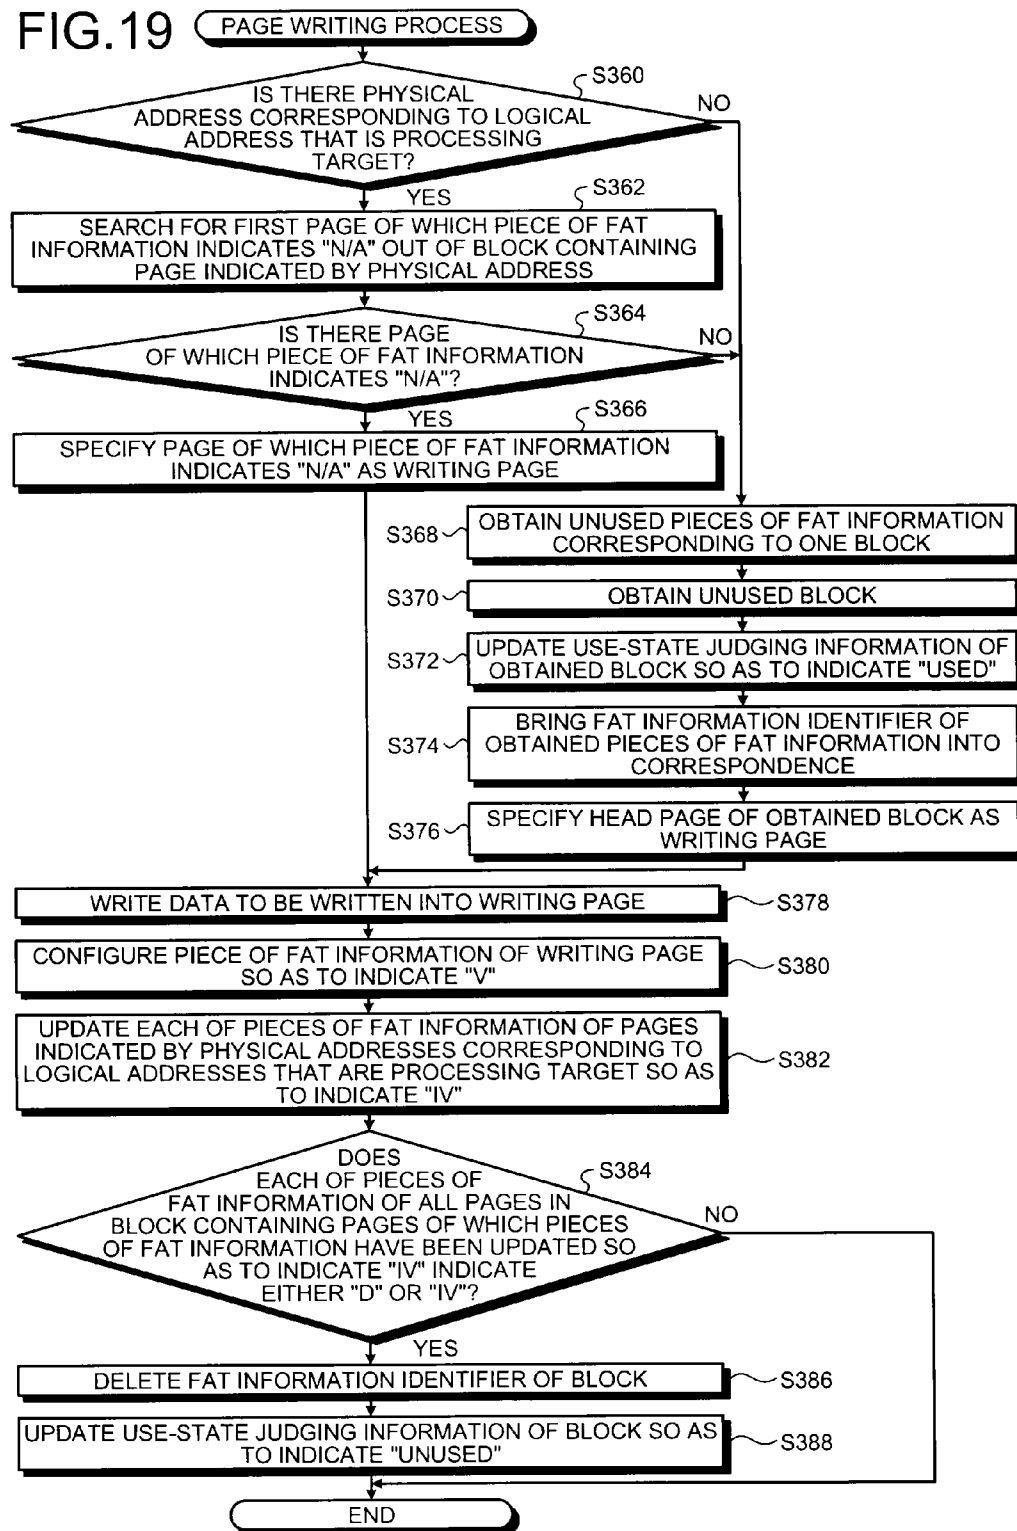 FIG.19
PAGE WRITING PROCESS
S360
IS THERE PHYSICAL
ADDRESS CORRESPONDING TO LOGICAL
ADDRESS THAT IS PROCESSING
TARGET?
NO
YES
S362
SEARCH FOR FIRST PAGE OF WHICH PIECE OF FAT
INFORMATION INDICATES "N/A" OUT OF BLOCK CONTAINING
PAGE INDICATED BY PHYSICAL ADDRESS
S364
IS THERE PAGE
OF WHICH PIECE OF FAT INFORMATION
INDICATES "N/A"?
NO
YES
S366
SPECIFY PAGE OF WHICH PIECE OF FAT INFORMATION
INDICATES "N/A" AS WRITING PAGE
S368
OBTAIN UNUSED PIECES OF FAT INFORMATION
CORRESPONDING TO ONE BLOCK
S370
OBTAIN UNUSED BLOCK
S372
UPDATE USE-STATE JUDGING INFORMATION OF
OBTAINED BLOCK SO AS TO INDICATE "USED"
S374
BRING FAT INFORMATION IDENTIFIER OF
OBTAINED PIECES OF FAT INFORMATION INTO
CORRESPONDENCE
S376
SPECIFY HEAD PAGE OF OBTAINED BLOCK AS
WRITING PAGE
WRITE DATA TO BE WRITTEN INTO WRITING PAGE
S378
CONFIGURE PIECE OF FAT INFORMATION OF WRITING PAGE
SO AS TO INDICATE "V"
S380
UPDATE EACH OF PIECES OF FAT INFORMATION OF PAGES
INDICATED BY PHYSICAL ADDRESSES CORRESPONDING TO
LOGICAL ADDRESSES THAT ARE PROCESSING TARGET SO AS
TO INDICATE "IV"
S382
DOES
EACH OF PIECES OF
FAT INFORMATION OF ALL PAGES IN
BLOCK CONTAINING PAGES OF WHICH PIECES
OF FAT INFORMATION HAVE BEEN UPDATED SO
AS TO INDICATE "IV" INDICATE
EITHER "D" OR "IV"?
S384
NO
YES
DELETE FAT INFORMATION IDENTIFIER OF BLOCK
S386
UPDATE USE-STATE JUDGING INFORMATION OF BLOCK SO AS
TO INDICATE "UNUSED"
S388
END